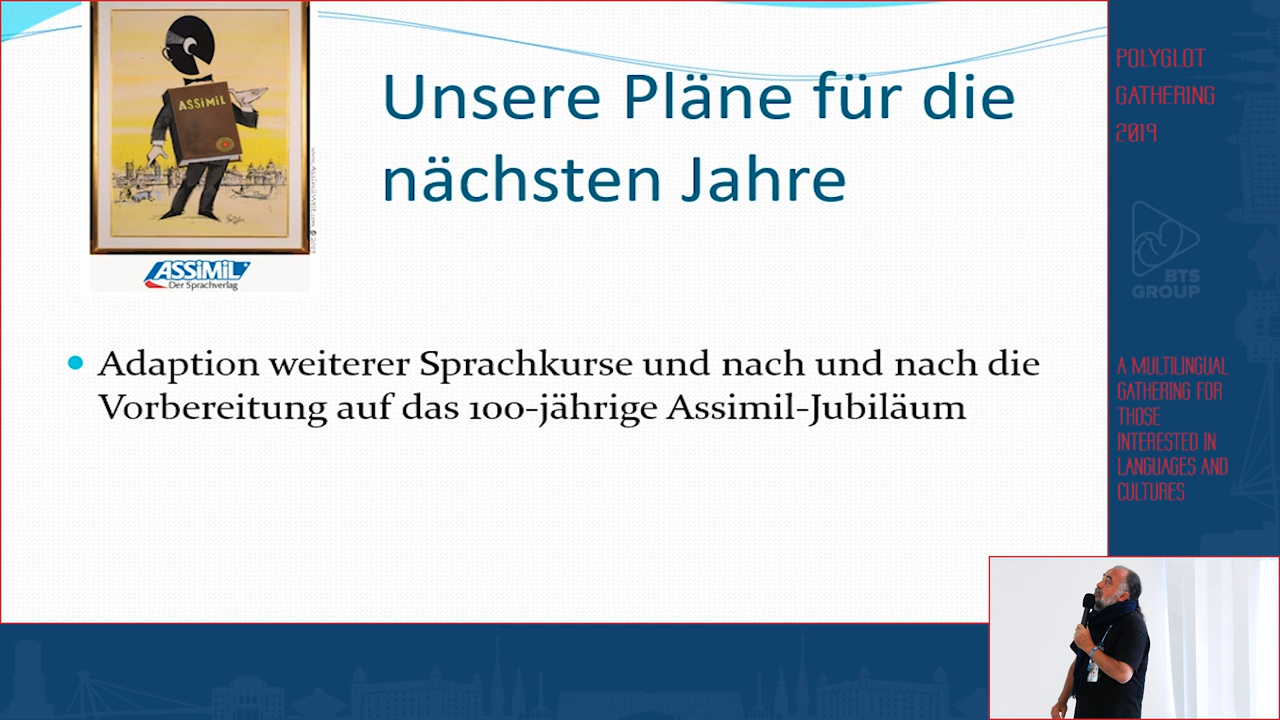 ASSiMiL
ASSiMiL
Der Sprachverlag
Unsere Pläne für die
nächsten Jahre
Adaption weiterer Sprachkurse und nach und nach die
Vorbereitung auf das 100-jährige Assimil-Jubiläum
POLYGLOT
GATHERING
2019
BTS
GROUP
A MULTILINGUAL
GATHERING FOR
THOSE
INTERESTED IN
LANGUAGES AND
CULTURES